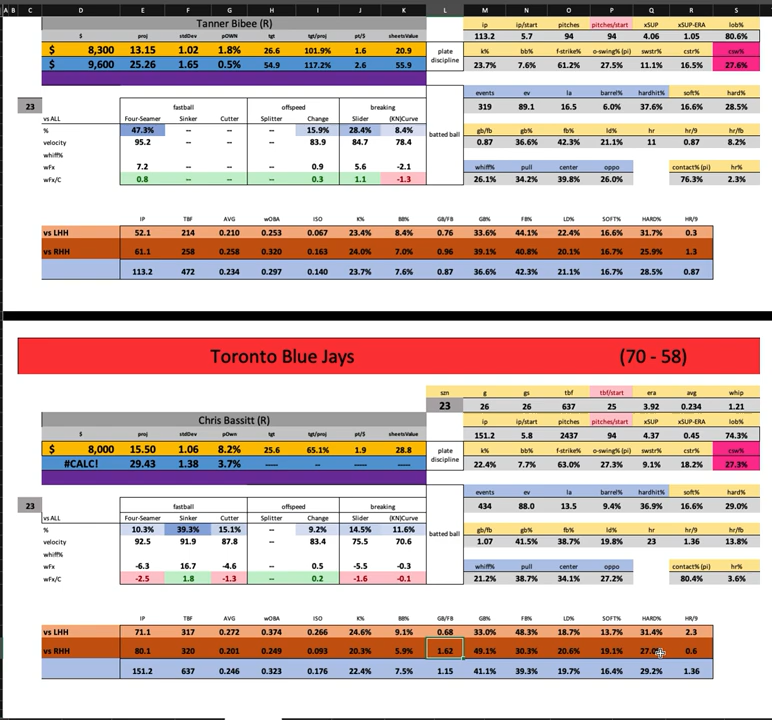 A B C D E F G H I J K L M N O P Q R S
Tanner Bibee (R) ip ip/start pitches pitches/start xSUP xSUP-ERA lob%
$ proj stdDev pOWN tgt tgt/proj pt/$ sheetsValue 113.2 5.7 94 94 4.06 1.05 80.6%
$ 8,300 13.15 1.02 1.8% 26.6 101.9% 1.6 20.9 plate discipline k% bb% f-strike% o-swing% (pi) swstr% cstr% csw%
$ 9,600 25.26 1.65 0.5% 54.9 117.2% 2.6 55.9 23.7% 7.6% 61.2% 27.5% 11.1% 16.5% 27.6%
events ev la barrel% hardhit% soft% hard%
23 fastball offspeed breaking 319 89.1 16.5 6.0% 37.6% 16.6% 28.5%
vs ALL Four-Seamer Sinker Cutter Splitter Change Slider (KN)Curve
% 47.3% -- -- -- 15.9% 28.4% 8.4% batted ball gb/fb gb% fb% ld% hr hr/9 hr/fb
velocity 95.2 -- -- -- 83.9 84.7 78.4 0.87 36.6% 42.3% 21.1% 11 0.87 8.2%
whiff%
wFx 7.2 -- -- -- 0.9 5.6 -2.1 whiff% pull center oppo contact% (pi) hr%
wFx/C 0.8 -- -- -- 0.3 1.1 -1.3 26.1% 34.2% 39.8% 26.0% 76.3% 2.3%
IP TBF AVG wOBA ISO K% BB% GB/FB GB% FB% LD% SOFT% HARD% HR/9
vs LHH 52.1 214 0.210 0.253 0.067 23.4% 8.4% 0.76 33.6% 44.1% 22.4% 16.6% 31.7% 0.3
vs RHH 61.1 258 0.258 0.320 0.163 24.0% 7.0% 0.96 39.1% 40.8% 20.1% 16.7% 25.9% 1.3
113.2 472 0.234 0.297 0.140 23.7% 7.6% 0.87 36.6% 42.3% 21.1% 16.7% 28.5% 0.87
Toronto Blue Jays (70 - 58)
szn g gs tbf tbf/start era avg whip
23 26 26 637 25 3.92 0.234 1.21
Chris Bassitt (R) ip ip/start pitches pitches/start xSUP xSUP-ERA lob%
$ proj stdDev pOwn tgt tgt/proj pt/$ sheetsValue 151.2 5.8 2437 94 4.37 0.45 74.3%
$ 8,000 15.50 1.06 8.2% 25.6 65.1% 1.9 28.8 plate discipline k% bb% f-strike% o-swing% (pi) swstr% cstr% csw%
#CALC! 29.43 1.38 3.7% ----- ----- -- ----- 22.4% 7.7% 63.0% 27.3% 9.1% 18.2% 27.3%
events ev la barrel% hardhit% soft% hard%
23 fastball offspeed breaking 434 88.0 13.5 9.4% 36.9% 16.6% 29.0%
vs ALL Four-Seamer Sinker Cutter Splitter Change Slider (KN)Curve
% 10.3% 39.3% 15.1% -- 9.2% 14.5% 11.6% batted ball gb/fb gb% fb% ld% hr hr/9 hr/fb
velocity 92.5 91.9 87.8 -- 83.4 75.5 70.6 1.07 41.5% 38.7% 19.8% 23 1.36 13.8%
whiff%
wFx -6.3 16.7 -4.6 -- 0.5 -5.5 -0.3 whiff% pull center oppo contact% (pi) hr%
wFx/C -2.5 1.8 -1.3 -- 0.2 -1.6 -0.1 21.2% 38.7% 34.1% 27.2% 80.4% 3.6%
IP TBF AVG wOBA ISO K% BB% GB/FB GB% FB% LD% SOFT% HARD% HR/9
vs LHH 71.1 317 0.272 0.374 0.266 24.6% 9.1% 0.68 33.0% 48.3% 18.7% 13.7% 31.4% 2.3
vs RHH 80.1 320 0.201 0.249 0.093 20.3% 5.9% 1.62 49.1% 30.3% 20.6% 19.1% 0.6
151.2 637 0.246 0.323 0.176 22.4% 7.5% 1.15 41.1% 39.3% 19.7% 16.4% 29.2% 1.36